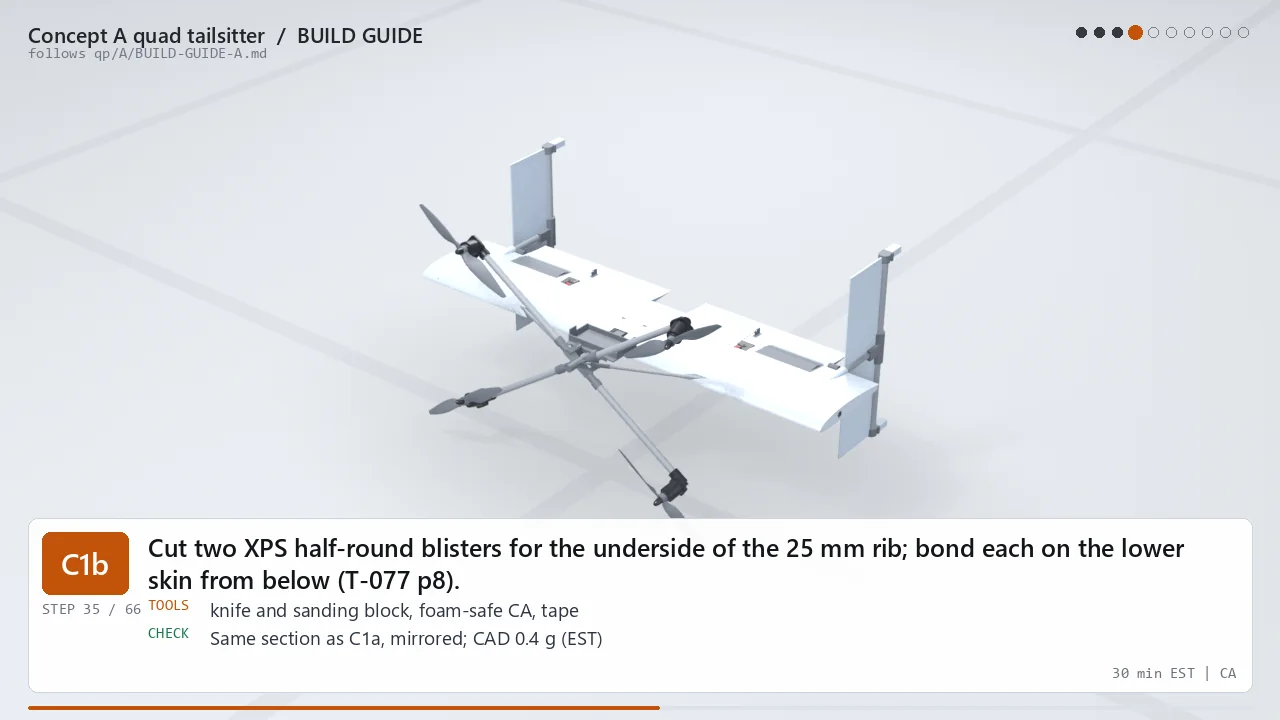 Concept A quad tailsitter / BUILD GUIDE
follows qp/A/BUILD-GUIDE-A.md
C1b
Cut two XPS half-round blisters for the underside of the 25 mm rib; bond each on the lower
skin from below (T-077 p8).
STEP 35 / 66
TOOLS knife and sanding block, foam-safe CA, tape
CHECK Same section as C1a, mirrored; CAD 0.4 g (EST)
30 min EST | CA